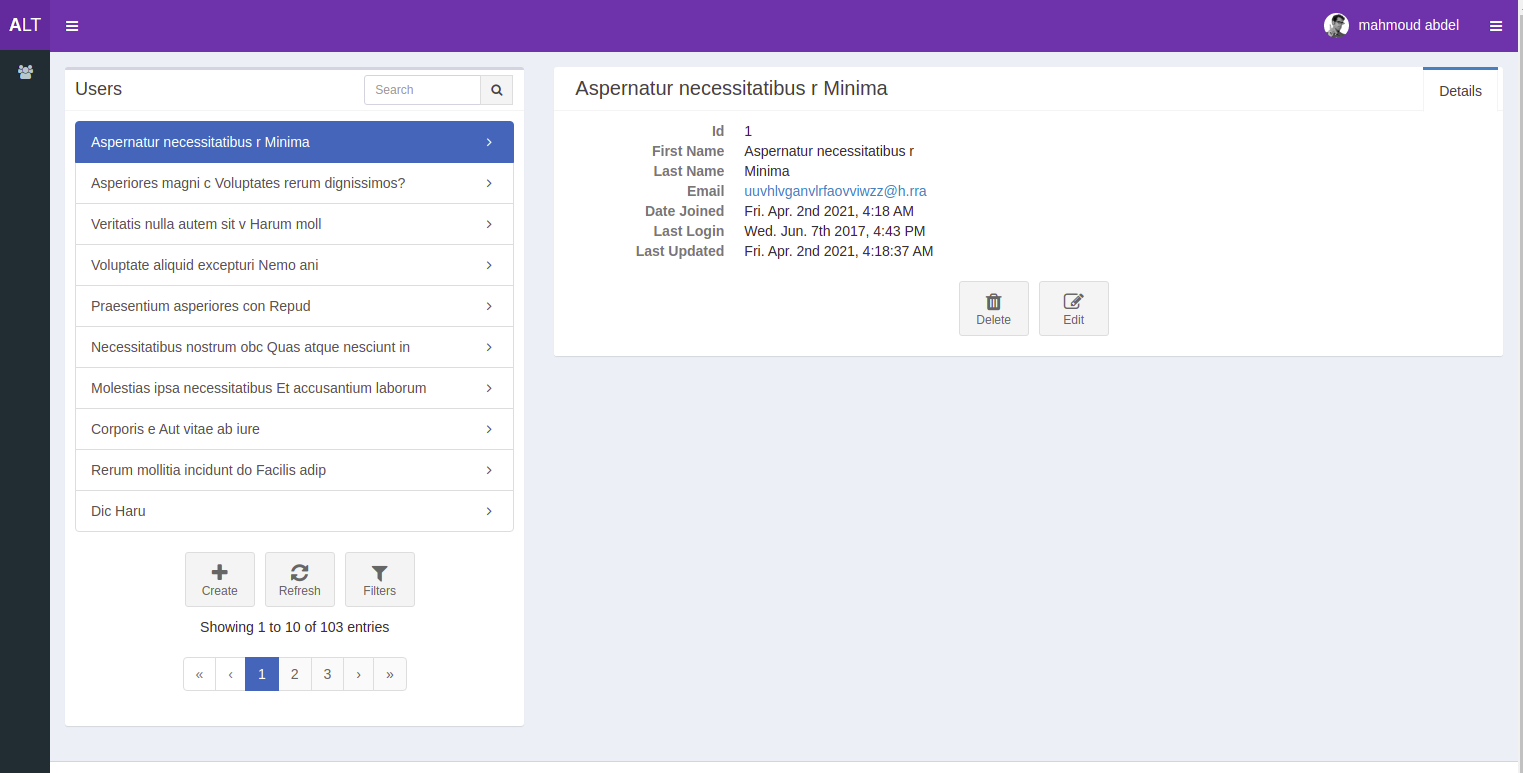 ALT
mahmoud abdel
Users
Search
Aspernatur necessitatibus r Minima
Asperiores magni c Voluptates rerum dignissimos?
Veritatis nulla autem sit v Harum moll
Voluptate aliquid excepturi Nemo ani
Praesentium asperiores con Repud
Necessitatibus nostrum obc Quas atque nesciunt in
Molestias ipsa necessitatibus Et accusantium laborum
Corporis e Aut vitae ab iure
Rerum mollitia incidunt do Facilis adip
Dic Haru
Create Refresh Filters
Showing 1 to 10 of 103 entries
« ‹ 1 2 3 › »
Aspernatur necessitatibus r Minima
Details
Id 1
First Name Aspernatur necessitatibus r
Last Name Minima
Email uuvhlvganvlrfaovviwzz@h.rra
Date Joined Fri. Apr. 2nd 2021, 4:18 AM
Last Login Wed. Jun. 7th 2017, 4:43 PM
Last Updated Fri. Apr. 2nd 2021, 4:18:37 AM
Delete Edit